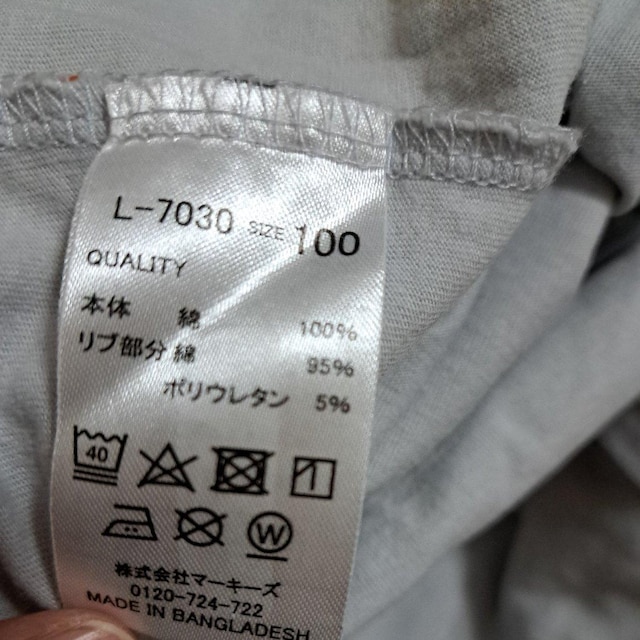 L-7030 SIZE 100
QUALITY
本体 綿 100%
リブ部分綿 95%
ポリウレタン 5%
40
W
株式会社マーキーズ
0120-724-722
MADE IN BANGLADESH